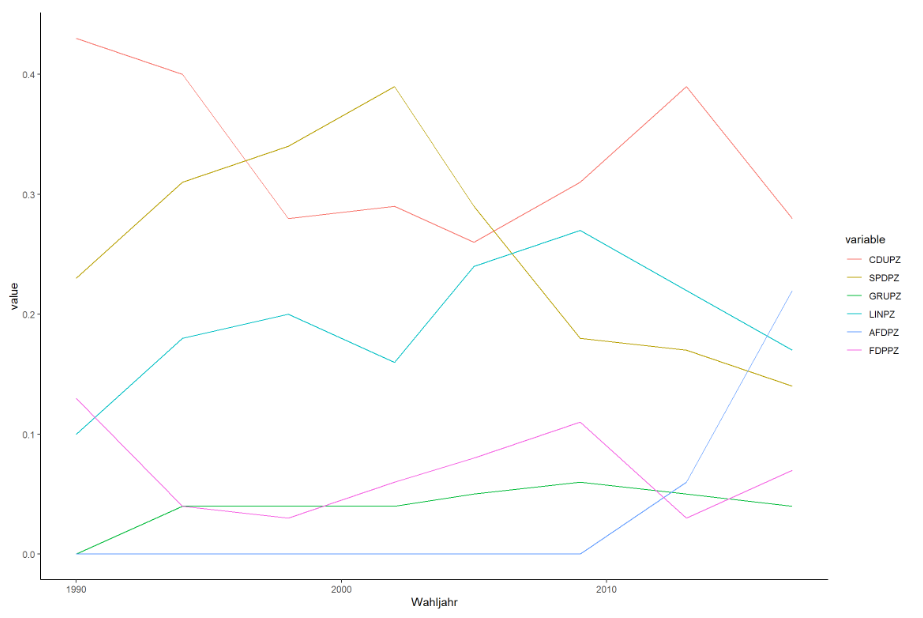 0.4
0.3
0.2
0.1
0.0
value
1990
2000
2010
Wahljahr
variable
CDUPZ
SPDPZ
GRUPZ
LINPZ
AFDPZ
FDPPZ